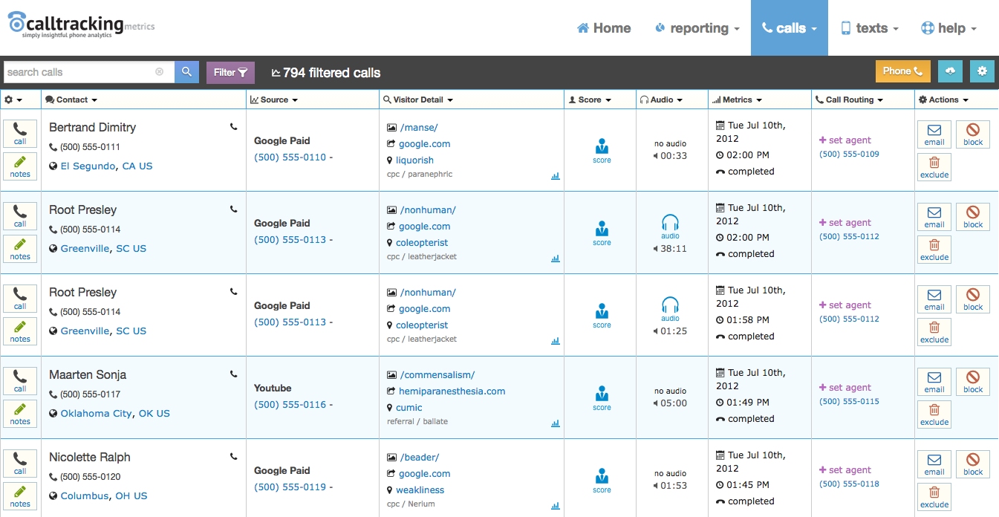 calltrackingmetrics
simply insightful phone analytics
Home reporting calls texts help
search calls Filter 794 filtered calls Phone
Contact Source Visitor Detail Score Audio Metrics Call Routing Actions
call
notes
Bertrand Dimitry
(500) 555-0111
El Segundo, CA US
Google Paid
(500) 555-0110 -
/manse/
google.com
liquorish
cpc / paranephric
score
no audio
00:33
Tue Jul 10th,
2012
02:00 PM
completed
+ set agent
(500) 555-0109
email block
exclude
call
notes
Root Presley
(500) 555-0114
Greenville, SC US
Google Paid
(500) 555-0113 -
/nonhuman/
google.com
coleopterist
cpc / leatherjacket
score
audio
38:11
Tue Jul 10th,
2012
02:00 PM
completed
+ set agent
(500) 555-0112
email block
exclude
call
notes
Root Presley
(500) 555-0114
Greenville, SC US
Google Paid
(500) 555-0113 -
/nonhuman/
google.com
coleopterist
cpc / leatherjacket
score
audio
01:25
Tue Jul 10th,
2012
01:58 PM
completed
+ set agent
(500) 555-0112
email block
exclude
call
notes
Maarten Sonja
(500) 555-0117
Oklahoma City, OK US
Youtube
(500) 555-0116 -
/commensalism/
hemiparanesthesia.com
cumic
referral / ballate
score
no audio
05:00
Tue Jul 10th,
2012
01:49 PM
completed
+ set agent
(500) 555-0115
email block
exclude
call
notes
Nicolette Ralph
(500) 555-0120
Columbus, OH US
Google Paid
(500) 555-0119 -
/beader/
google.com
weakliness
cpc / Nerium
score
no audio
01:53
Tue Jul 10th,
2012
01:45 PM
completed
+ set agent
(500) 555-0118
email block
exclude